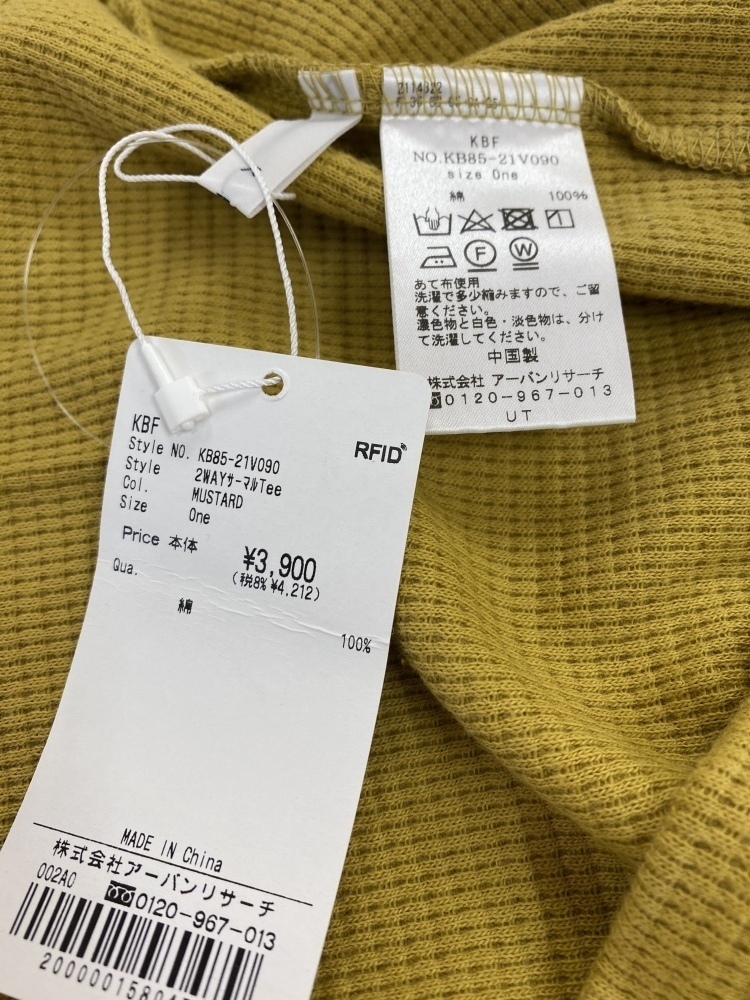 KBF
NO.KB85-21V090
size One
綿 100%
F
W
あて布使用
洗濯で多少縮みますので、ご留
意ください。
濃色物と白色・淡色物は、分け
て洗濯してください。
中国製
株式会社 アーバンリサーチ
0120-967-013
UT
KBF
RFID
Style NO. KB85-21V090
Style 2WAYサーマルTee
Col. MUSTARD
Size One
Price 本体 ¥3,900
(税8% ¥4,212)
Qua.
綿 100%
MADE IN China
株式会社アーバンリサーチ
002A0 0120-967-013